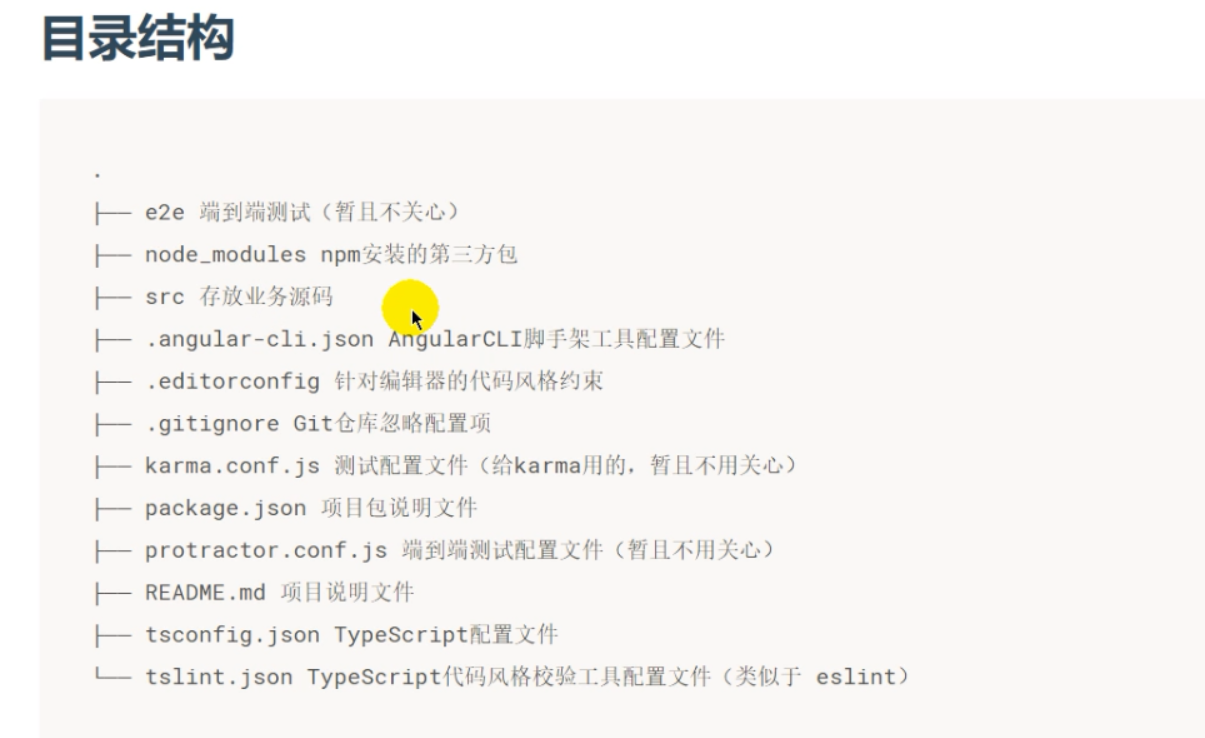 目录结构
.
├── e2e 端到端测试（暂且不关心）
├── node_modules npm安装的第三方包
├── src 存放业务源码
├── .angular-cli.json AngularCLI脚手架工具配置文件
├── .editorconfig 针对编辑器的代码风格约束
├── .gitignore Git仓库忽略配置项
├── karma.conf.js 测试配置文件（给karma用的，暂且不用关心）
├── package.json 项目包说明文件
├── protractor.conf.js 端到端测试配置文件（暂且不用关心）
├── README.md 项目说明文件
├── tsconfig.json TypeScript配置文件
└── tslint.json TypeScript代码风格校验工具配置文件（类似于 eslint）